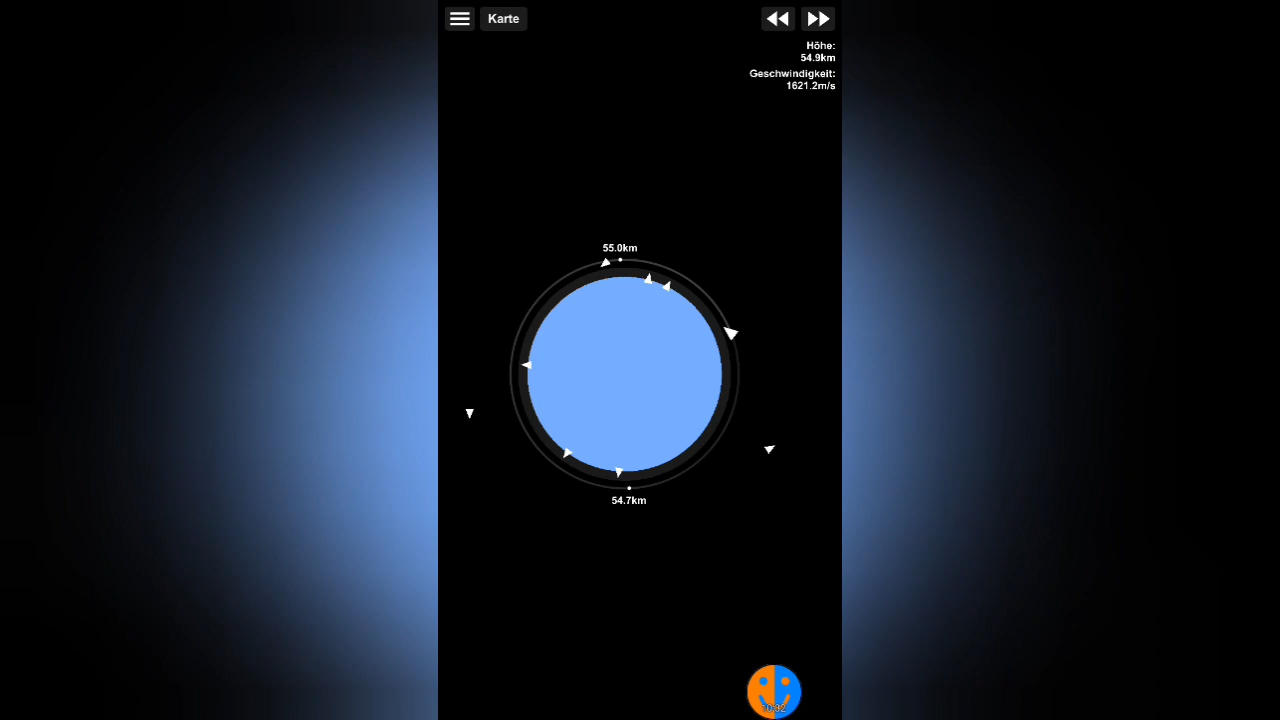 Karte
Höhe:
54.9km
Geschwindigkeit:
1621.2m/s
55.0km
54.7km